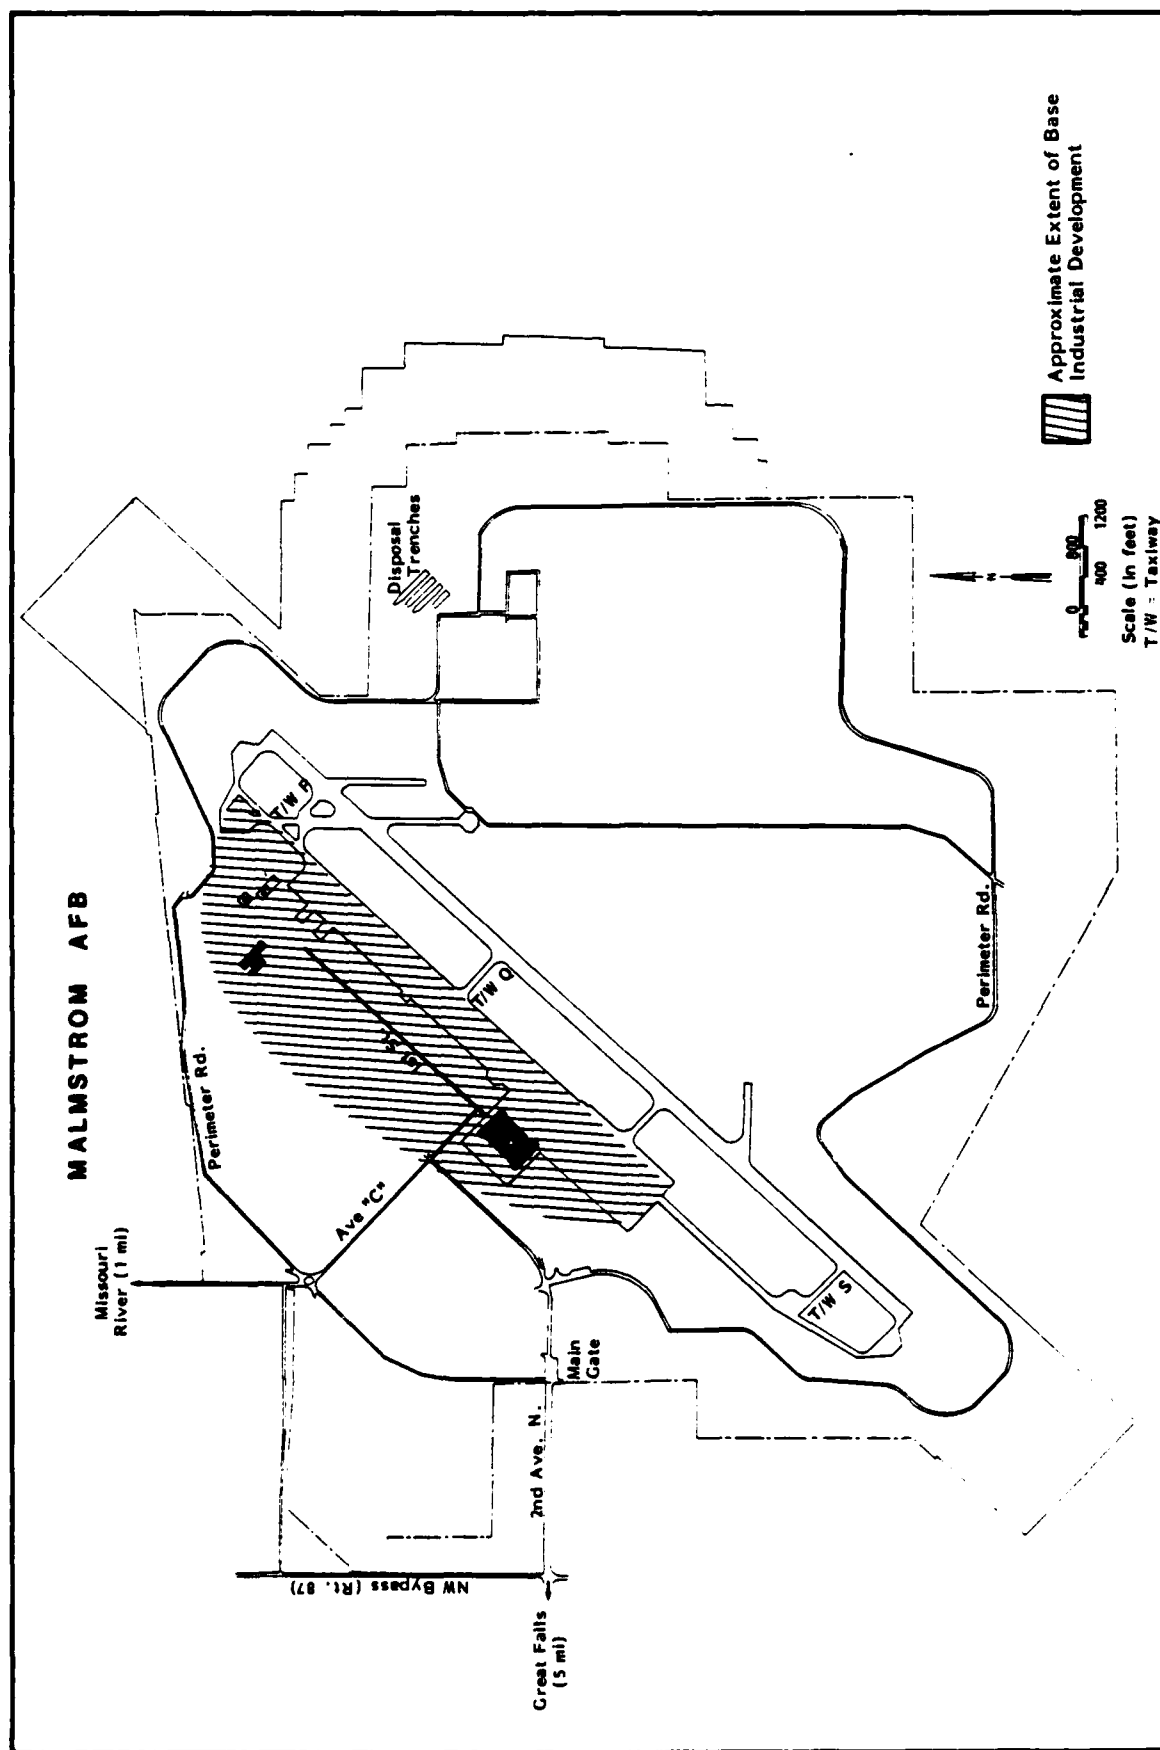 MALMSTROM AFB
Missouri
River (1 mi)
Perimeter Rd.
Ave "C"
T/W P
T/W Q
T/W S
Disposal
Trenches
NW Bypass (Rt. 87)
2nd Ave. N.
Main
Gate
Great Falls
(5 mi)
Perimeter Rd.
N
0
800
400
1200
Scale (in feet)
T/W = Taxiway
Approximate Extent of Base
Industrial Development